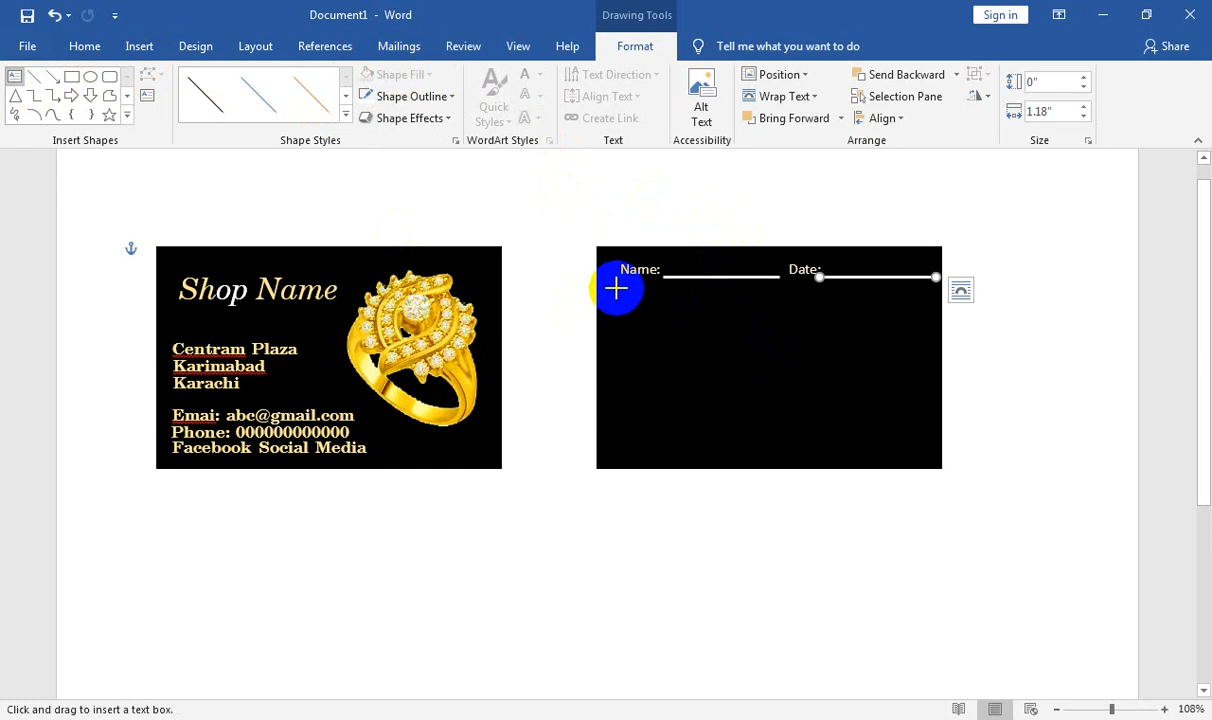 Document1 - Word
Drawing Tools
Sign in
File
Home
Insert
Design
Layout
References
Mailings
Review
View
Help
Format
Tell me what you want to do
Share
Shape Fill
Shape Outline
Shape Effects
Quick Styles
Text Direction
Align Text
Create Link
Alt Text
Position
Wrap Text
Bring Forward
Send Backward
Selection Pane
Align
0"
1.18"
Insert Shapes
Shape Styles
WordArt Styles
Text
Accessibility
Arrange
Size
Shop Name
Centram Plaza
Karimabad
Karachi
Emai: abc@gmail.com
Phone: 000000000000
Facebook Social Media
Name:
Date:
Click and drag to insert a text box.
108%